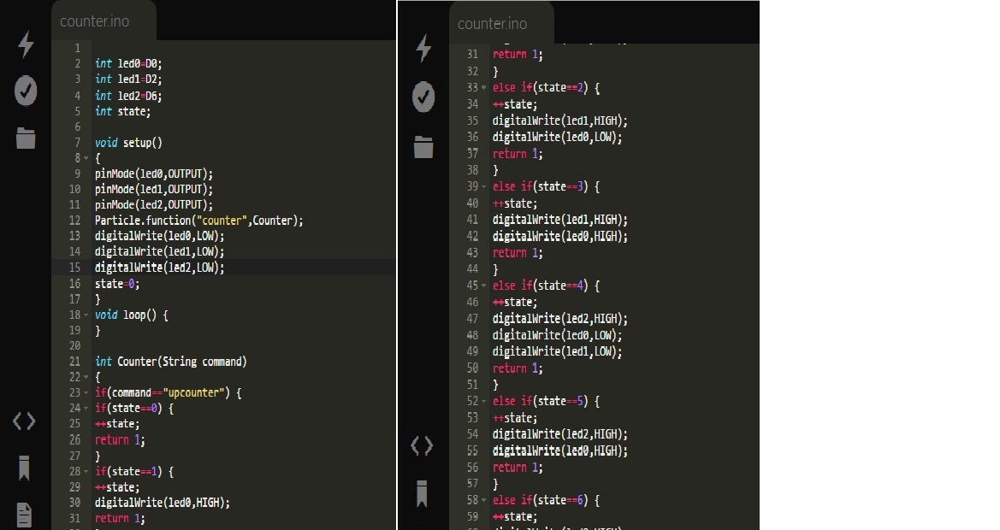 counter.ino
1
2 int led0=D0;
3 int led1=D2;
4 int led2=D6;
5 int state;
6
7 void setup()
8 {
9 pinMode(led0,OUTPUT);
10 pinMode(led1,OUTPUT);
11 pinMode(led2,OUTPUT);
12 Particle.function("counter",Counter);
13 digitalWrite(led0,LOW);
14 digitalWrite(led1,LOW);
15 digitalWrite(led2,LOW);
16 state=0;
17 }
18 void loop() {
19 }
20
21 int Counter(String command)
22 {
23 if(command=="upcounter") {
24 if(state==0) {
25 ++state;
26 return 1;
27 }
28 if(state==1) {
29 ++state;
30 digitalWrite(led0,HIGH);
31 return 1;
counter.ino
31 return 1;
32 }
33 else if(state==2) {
34 ++state;
35 digitalWrite(led1,HIGH);
36 digitalWrite(led0,LOW);
37 return 1;
38 }
39 else if(state==3) {
40 ++state;
41 digitalWrite(led1,HIGH);
42 digitalWrite(led0,HIGH);
43 return 1;
44 }
45 else if(state==4) {
46 ++state;
47 digitalWrite(led2,HIGH);
48 digitalWrite(led0,LOW);
49 digitalWrite(led1,LOW);
50 return 1;
51 }
52 else if(state==5) {
53 ++state;
54 digitalWrite(led2,HIGH);
55 digitalWrite(led0,HIGH);
56 return 1;
57 }
58 else if(state==6) {
59 ++state;